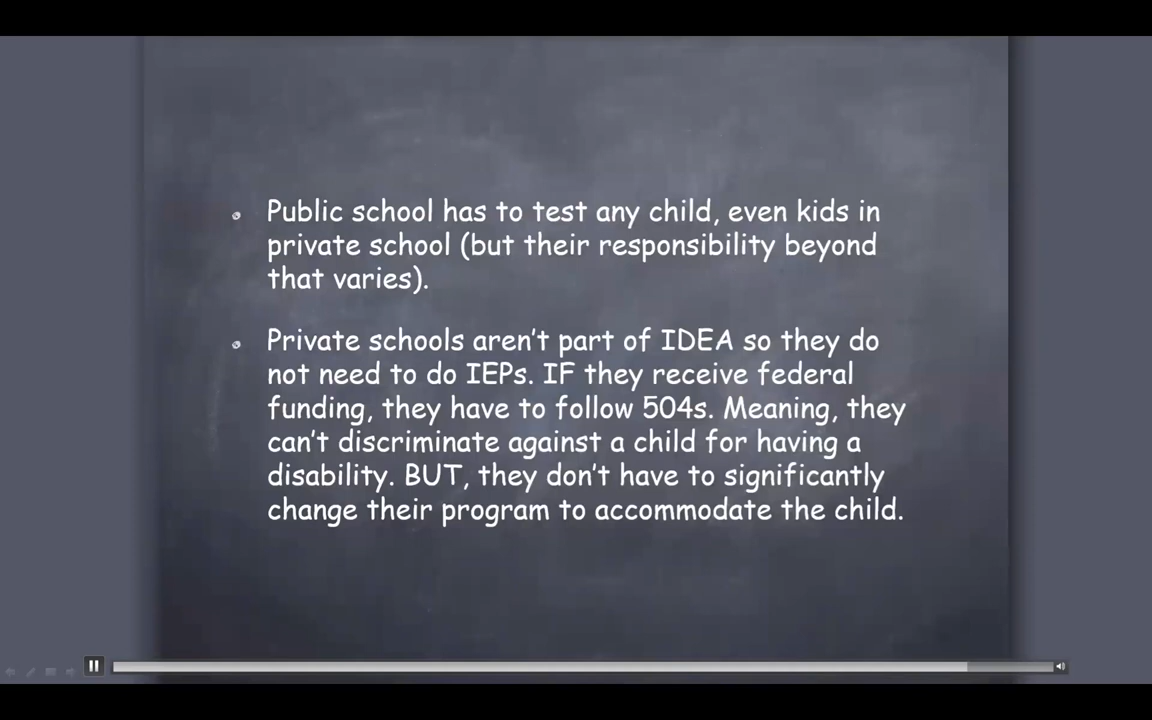 Public school has to test any child, even kids in
private school (but their responsibility beyond
that varies).
Private schools aren't part of IDEA so they do
not need to do IEPs. IF they receive federal
funding, they have to follow 504s. Meaning, they
can't discriminate against a child for having a
disability. BUT, they don't have to significantly
change their program to accommodate the child.